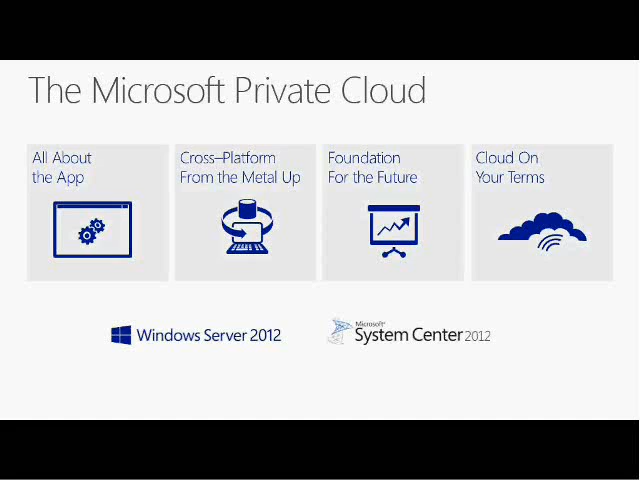 The Microsoft Private Cloud
All About
the App
Cross–Platform
From the Metal Up
Foundation
For the Future
Cloud On
Your Terms
Windows Server 2012
Microsoft®
System Center 2012